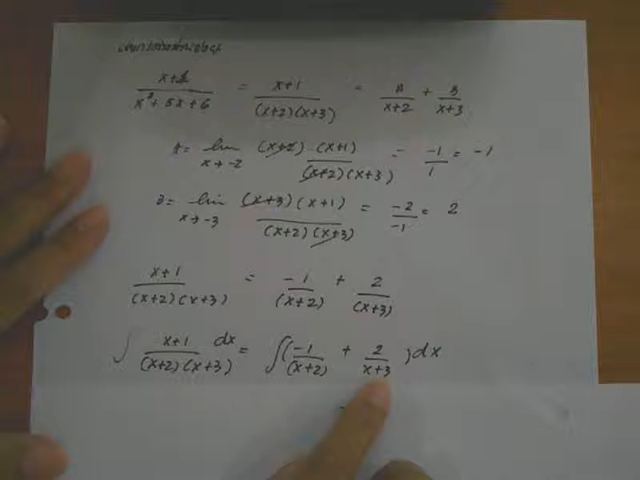 x+1/x²+5x+6 = x+1/(x+2)(x+3) = A/x+2 + B/x+3
A = lim x→-2 (x+2)(x+1)/(x+2)(x+3) = -1/1 = -1
B = lim x→-3 (x+3)(x+1)/(x+2)(x+3) = -2/-1 = 2
x+1/(x+2)(x+3) = -1/(x+2) + 2/(x+3)
∫ x+1/(x+2)(x+3) dx = ∫(-1/(x+2) + 2/x+3)dx